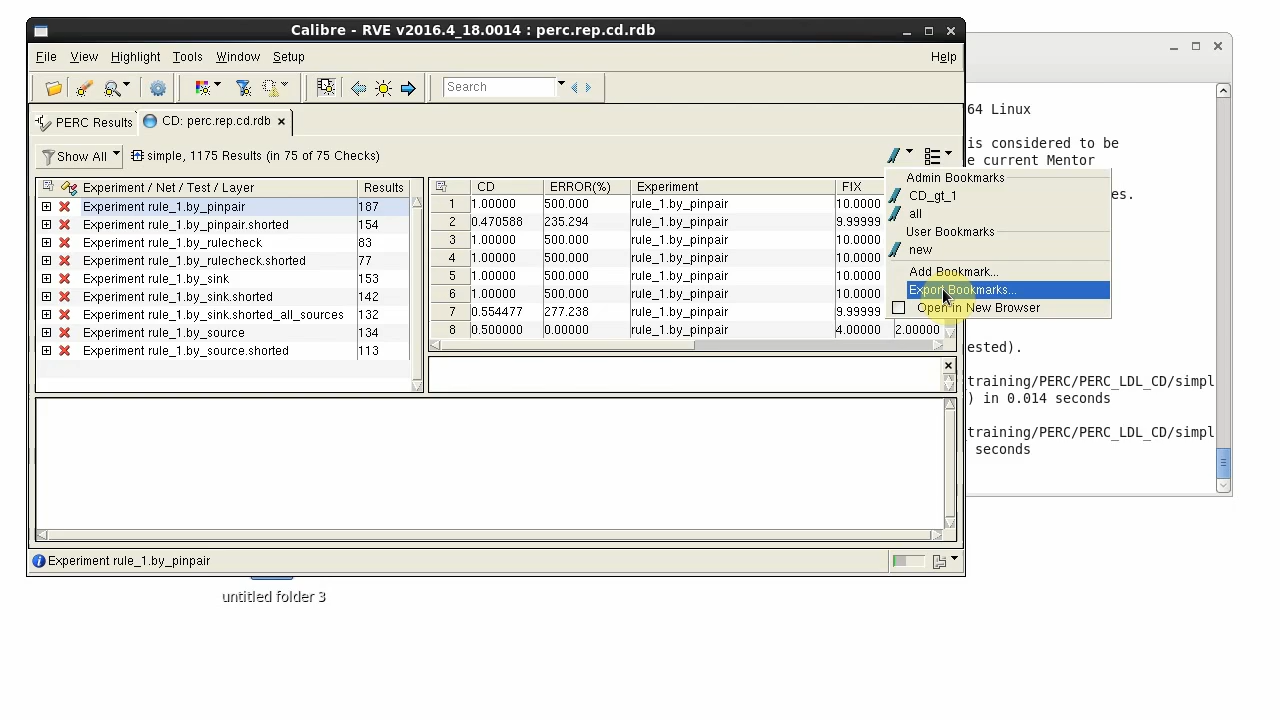 Calibre - RVE v2016.4_18.0014 : perc.rep.cd.rdb
File View Highlight Tools Window Setup Help
Search
PERC Results CD: perc.rep.cd.rdb
Show All simple, 1175 Results (in 75 of 75 Checks)
Experiment / Net / Test / Layer Results
Experiment rule_1.by_pinpair 187
Experiment rule_1.by_pinpair.shorted 154
Experiment rule_1.by_rulecheck 83
Experiment rule_1.by_rulecheck.shorted 77
Experiment rule_1.by_sink 153
Experiment rule_1.by_sink.shorted 142
Experiment rule_1.by_sink.shorted_all_sources 132
Experiment rule_1.by_source 134
Experiment rule_1.by_source.shorted 113
CD ERROR(%) Experiment FIX
1 1.00000 500.000 rule_1.by_pinpair 10.0000
2 0.470588 235.294 rule_1.by_pinpair 9.99999
3 1.00000 500.000 rule_1.by_pinpair 10.0000
4 1.00000 500.000 rule_1.by_pinpair 10.0000
5 1.00000 500.000 rule_1.by_pinpair 10.0000
6 1.00000 500.000 rule_1.by_pinpair 10.0000
7 0.554477 277.238 rule_1.by_pinpair 9.99999
8 0.500000 0.00000 rule_1.by_pinpair 4.00000 2.00000
Admin Bookmarks
CD_gt_1
all
User Bookmarks
new
Add Bookmark...
Export Bookmarks...
Open in New Browser
Experiment rule_1.by_pinpair
64 Linux
is considered to be
e current Mentor
es.
ested).
training/PERC/PERC_LDL_CD/simpl
) in 0.014 seconds
training/PERC/PERC_LDL_CD/simpl
seconds
untitled folder 3